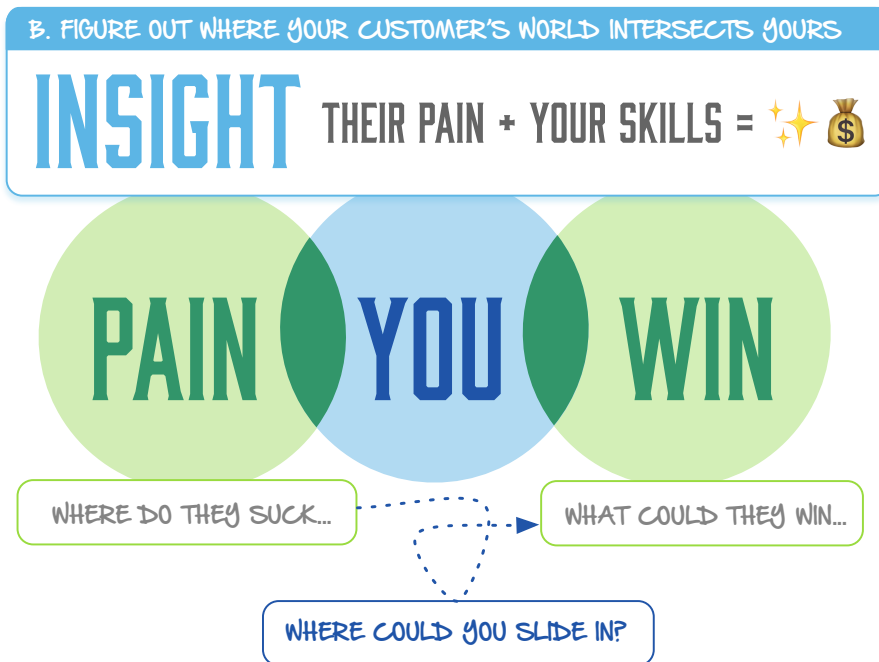 B. FIGURE OUT WHERE YOUR CUSTOMER'S WORLD INTERSECTS YOURS
INSIGHT THEIR PAIN + YOUR SKILLS = ✨💰
PAIN YOU WIN
WHERE DO THEY SUCK...
WHAT COULD THEY WIN...
WHERE COULD YOU SLIDE IN?